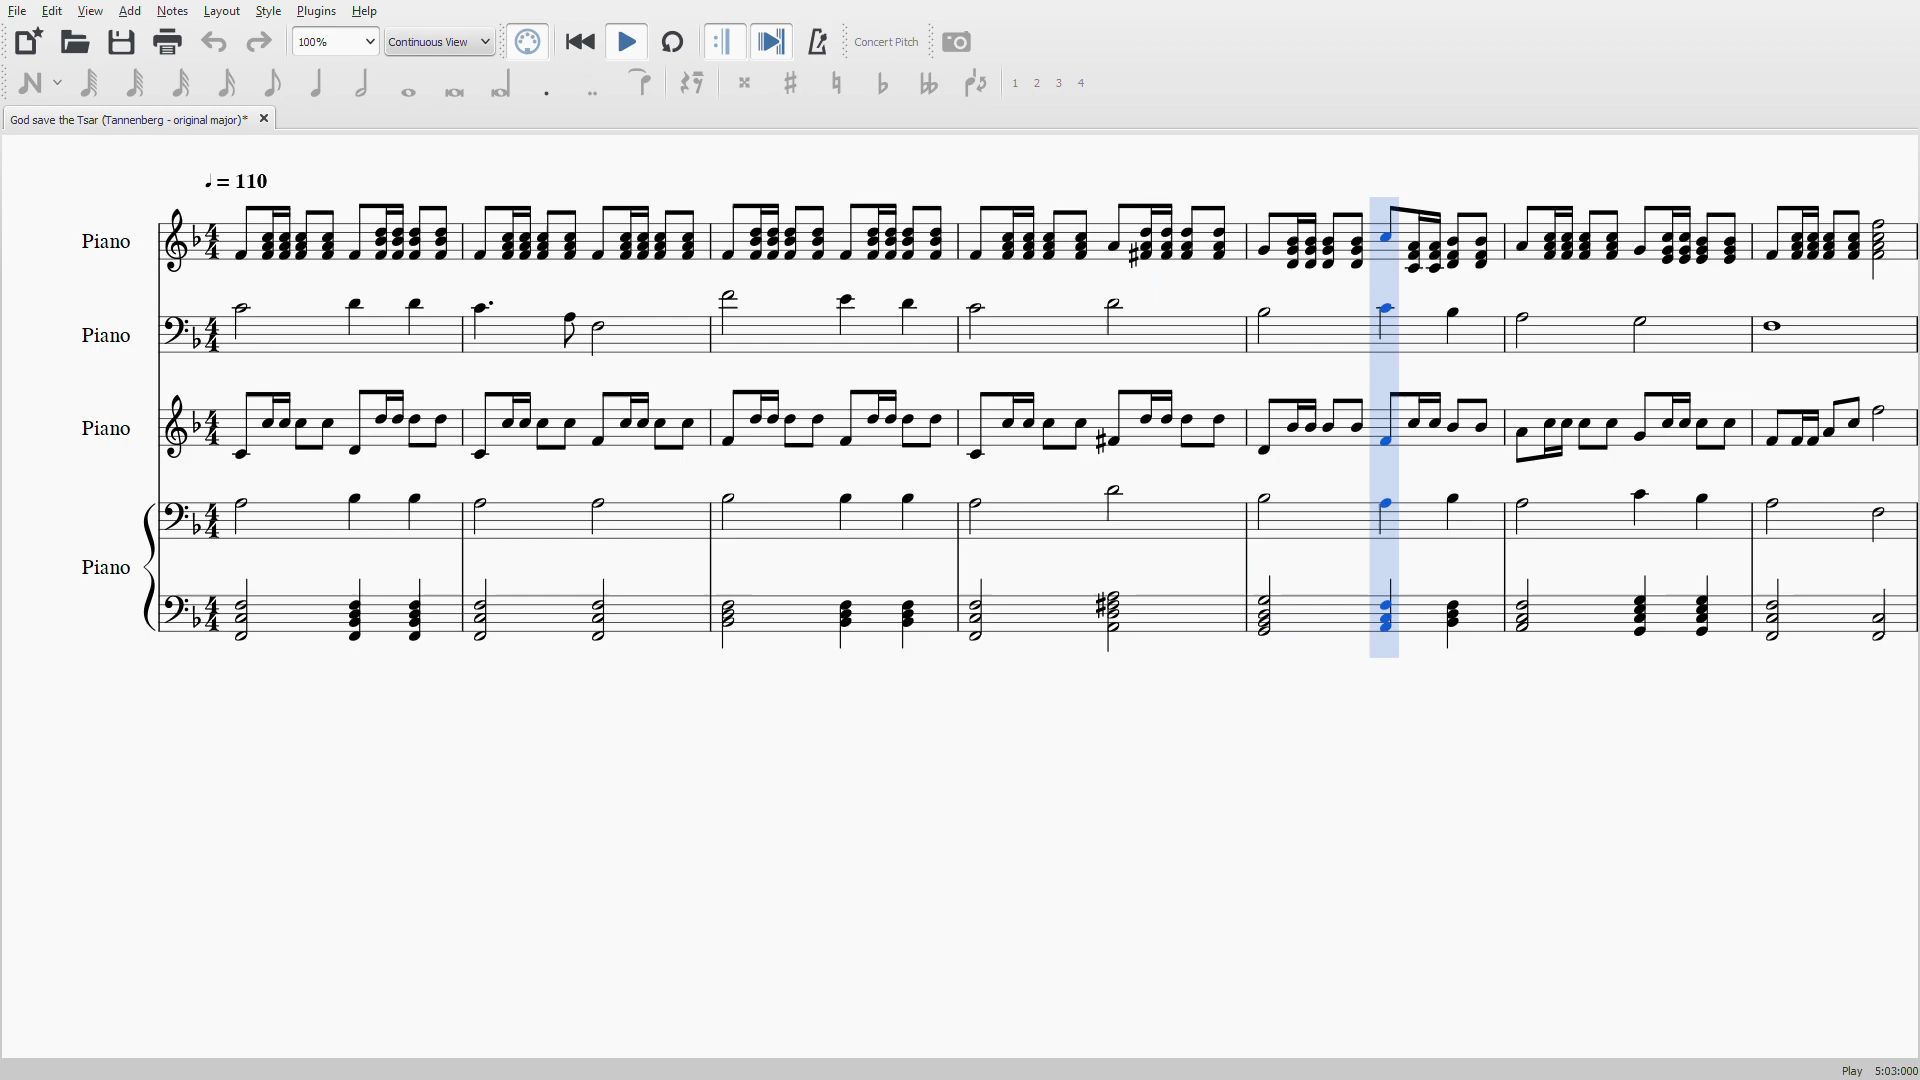 File Edit View Add Notes Layout Style Plugins Help
100% Continuous View Concert Pitch
1 2 3 4
God save the Tsar (Tannenberg - original major)*
= 110
Piano
Piano
Piano
Piano
Play 5:03:000